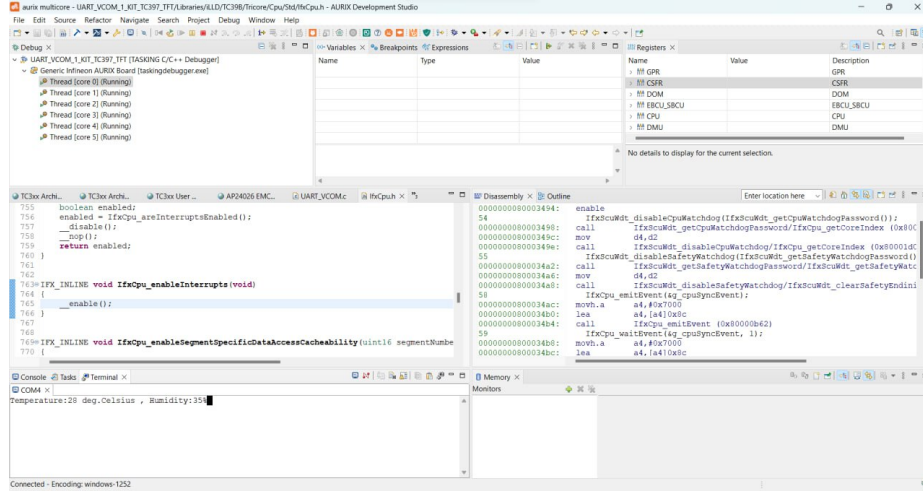 aurix multicore - UART_VCOM_1_KIT_TC397_TFT/Libraries/iLLD/TC39B/Tricore/Cpu/Std/IfxCpu.h - AURIX Development Studio
File Edit Source Refactor Navigate Search Project Debug Window Help
Debug
UART_VCOM_1_KIT_TC397_TFT [TASKING C/C++ Debugger]
Generic Infineon AURIX Board [taskingdebugger.exe]
Thread [core 0] (Running)
Thread [core 1] (Running)
Thread [core 2] (Running)
Thread [core 3] (Running)
Thread [core 4] (Running)
Thread [core 5] (Running)
Variables Breakpoints Expressions
Name Type Value
Registers
Name Value Description
GPR GPR
CSFR CSFR
DOM DOM
EBCU_SBCU EBCU_SBCU
CPU CPU
DMU DMU
No details to display for the current selection.
TC3xx Archi... TC3xx Archi... TC3xx User ... AP24026 EMC... UART_VCOM.c IfxCpu.h
755 boolean enabled;
756 enabled = IfxCpu_areInterruptsEnabled();
757 __disable();
758 __nop();
759 return enabled;
760 }
761
762
763 IFX_INLINE void IfxCpu_enableInterrupts(void)
764 {
765 __enable();
766 }
767
768
769 IFX_INLINE void IfxCpu_enableSegmentSpecificDataAccessCacheability(uint16 segmentNumbe
770 {
Disassembly Outline
Enter location here
0000000080003494: enable
54 IfxScuWdt_disableCpuWatchdog(IfxScuWdt_getCpuWatchdogPassword());
0000000080003498: call IfxScuWdt_getCpuWatchdogPassword/IfxCpu_getCoreIndex (0x800
000000008000349c: mov d4,d2
000000008000349e: call IfxScuWdt_disableCpuWatchdog/IfxCpu_getCoreIndex (0x80001dC
55 IfxScuWdt_disableSafetyWatchdog(IfxScuWdt_getSafetyWatchdogPassword()
00000000800034a2: call IfxScuWdt_getSafetyWatchdogPassword/IfxScuWdt_getSafetyWatc
00000000800034a6: mov d4,d2
00000000800034a8: call IfxScuWdt_disableSafetyWatchdog/IfxScuWdt_clearSafetyEndini
58 IfxCpu_emitEvent(&g_cpuSyncEvent);
00000000800034ac: movh.a a4,#0x7000
00000000800034b0: lea a4,[a4]0x8c
00000000800034b4: call IfxCpu_emitEvent (0x80000b62)
59 IfxCpu_waitEvent(&g_cpuSyncEvent, 1);
00000000800034b8: movh.a a4,#0x7000
00000000800034bc: lea a4,[a4]0x8c
Console Tasks Terminal
COM4
Temperature:28 deg.Celsius , Humidity:35%
Memory
Monitors
Connected - Encoding: windows-1252